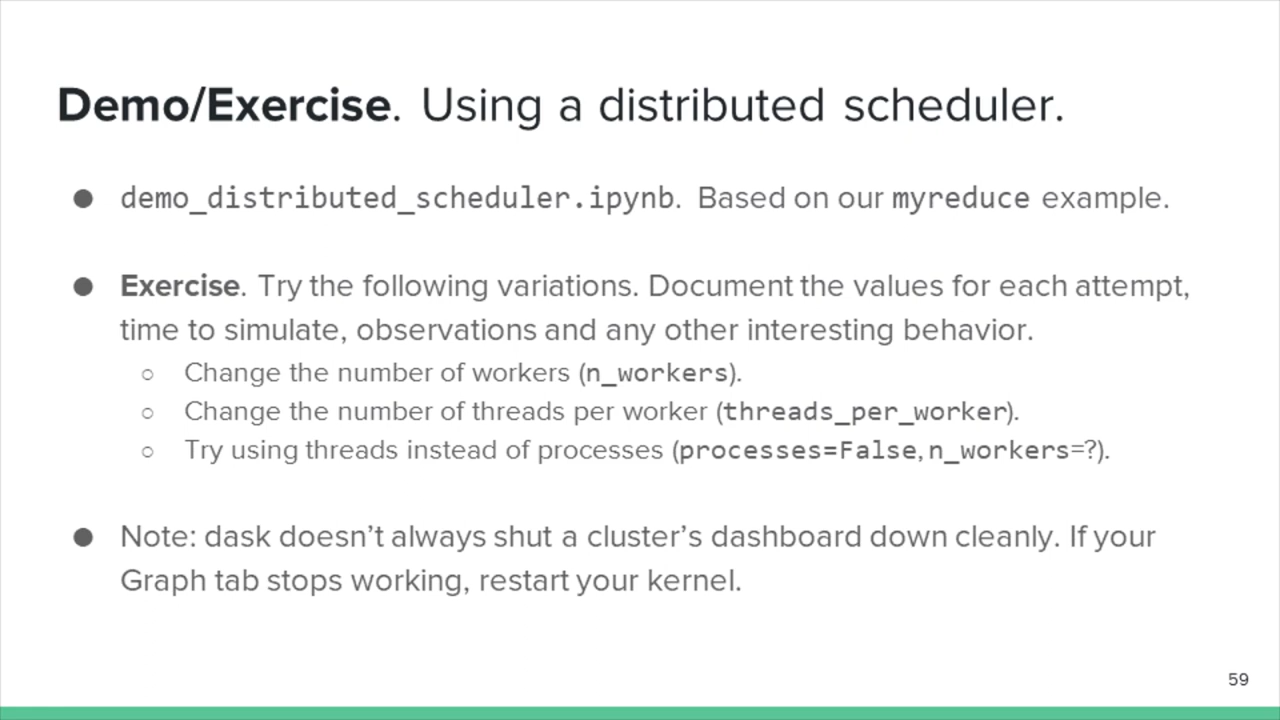 Demo/Exercise. Using a distributed scheduler.
● demo_distributed_scheduler.ipynb. Based on our myreduce example.
● Exercise. Try the following variations. Document the values for each attempt,
time to simulate, observations and any other interesting behavior.
○ Change the number of workers (n_workers).
○ Change the number of threads per worker (threads_per_worker).
○ Try using threads instead of processes (processes=False, n_workers=?).
● Note: dask doesn’t always shut a cluster’s dashboard down cleanly. If your
Graph tab stops working, restart your kernel.
59